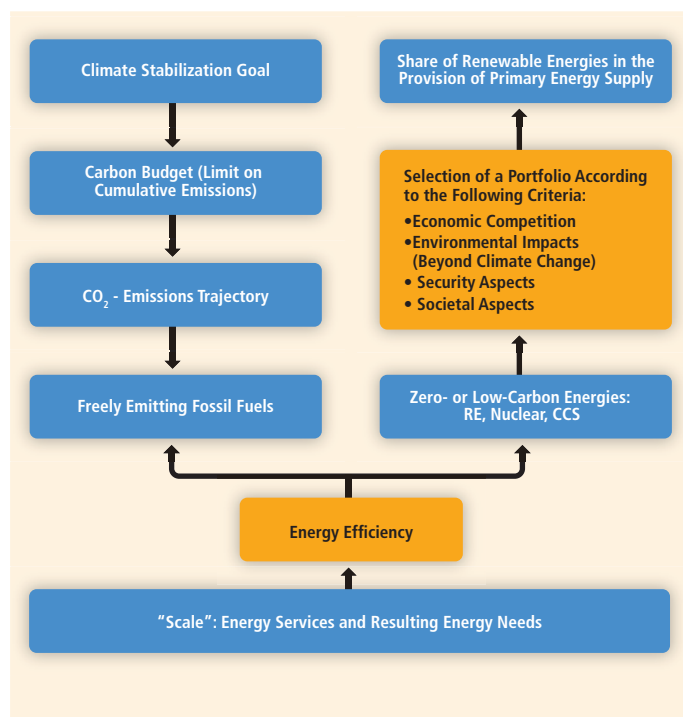 Climate Stabilization Goal
Carbon Budget (Limit on
Cumulative Emissions)
CO₂ - Emissions Trajectory
Freely Emitting Fossil Fuels
Share of Renewable Energies in the
Provision of Primary Energy Supply
Selection of a Portfolio According
to the Following Criteria:
•Economic Competition
•Environmental Impacts
(Beyond Climate Change)
• Security Aspects
• Societal Aspects
Zero- or Low-Carbon Energies:
RE, Nuclear, CCS
Energy Efficiency
“Scale”: Energy Services and Resulting Energy Needs